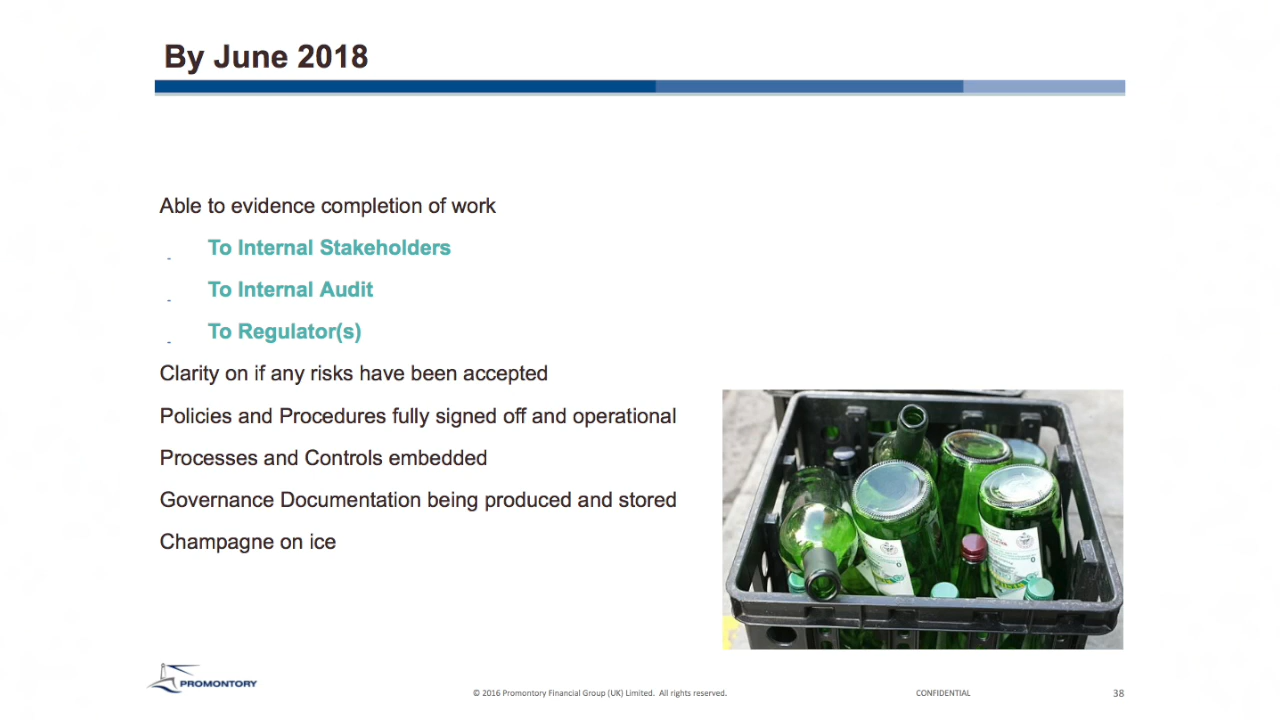 By June 2018
Able to evidence completion of work
- To Internal Stakeholders
- To Internal Audit
- To Regulator(s)
Clarity on if any risks have been accepted
Policies and Procedures fully signed off and operational
Processes and Controls embedded
Governance Documentation being produced and stored
Champagne on ice
PROMONTORY
© 2016 Promontory Financial Group (UK) Limited. All rights reserved.
CONFIDENTIAL
38